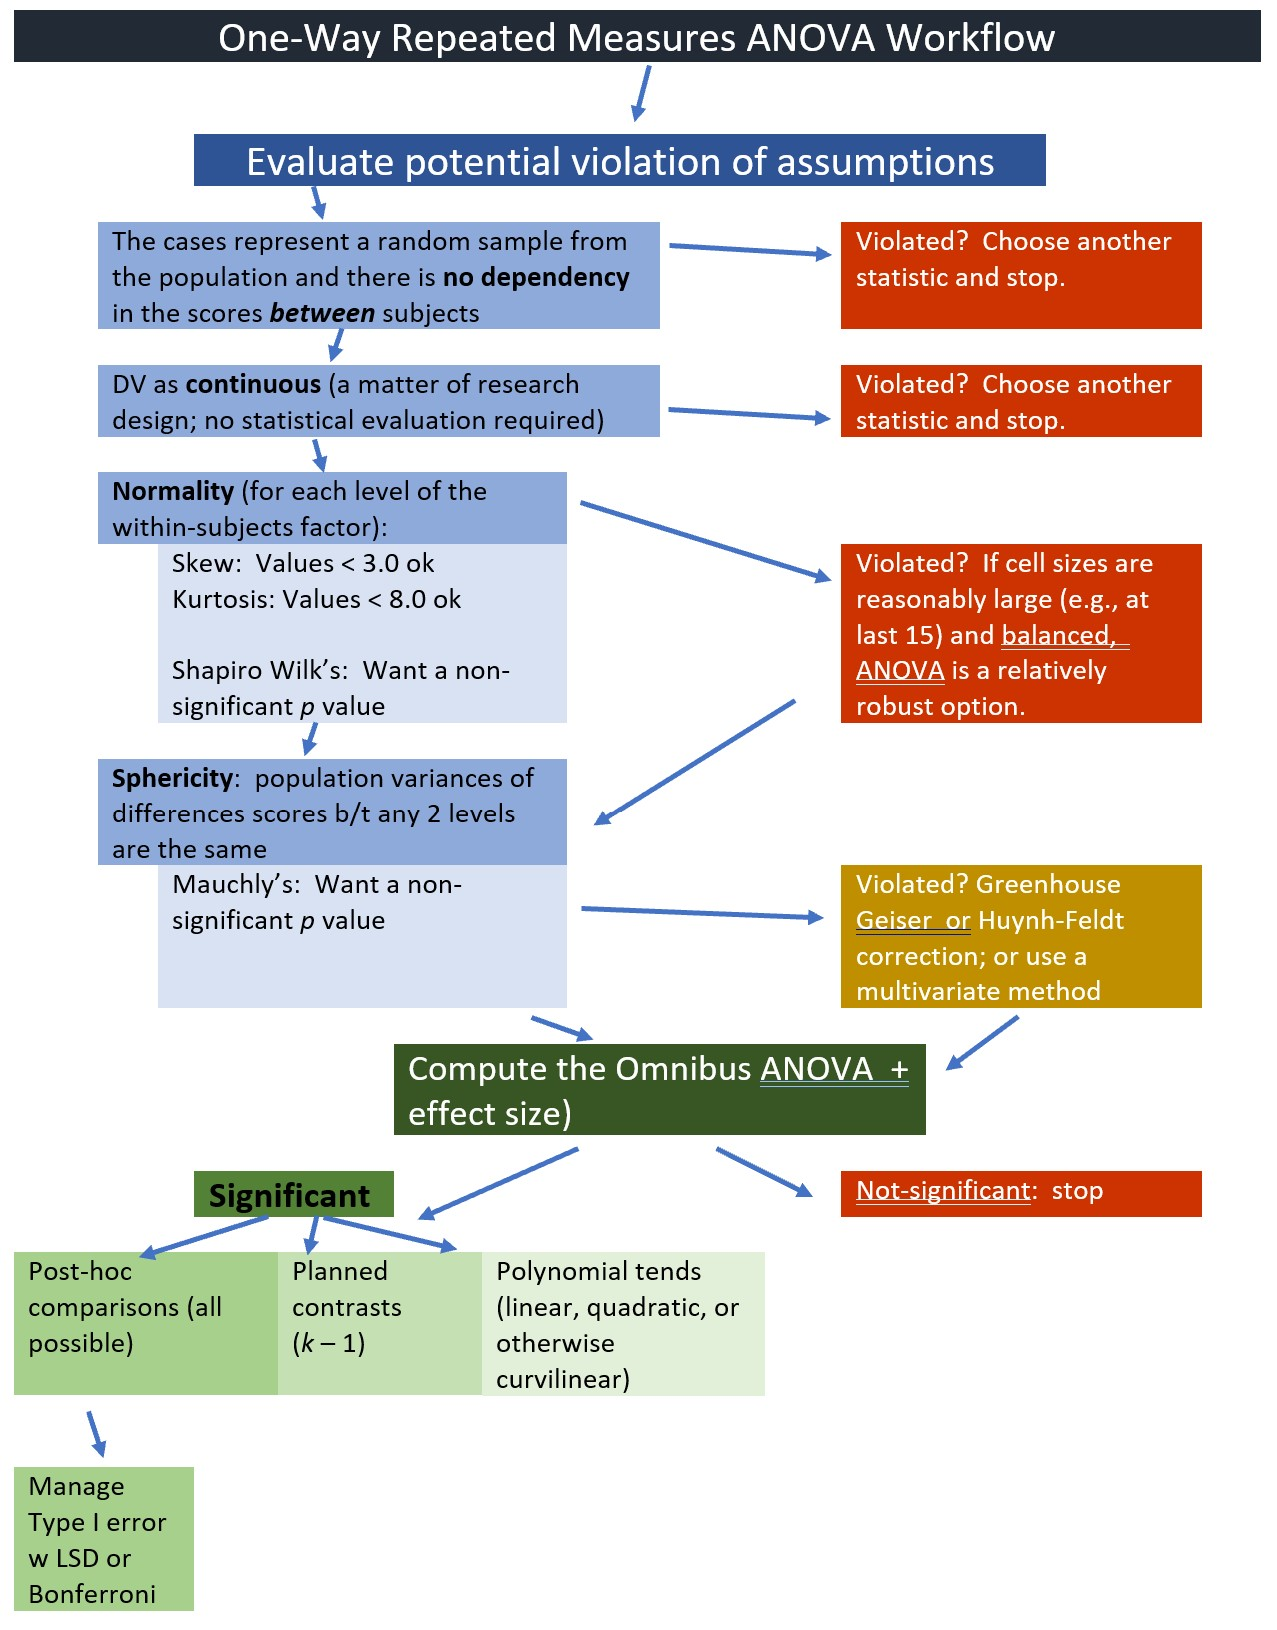 One-Way Repeated Measures ANOVA Workflow
Evaluate potential violation of assumptions
The cases represent a random sample from
the population and there is no dependency
in the scores between subjects
Violated?  Choose another
statistic and stop.
DV as continuous (a matter of research
design; no statistical evaluation required)
Violated?  Choose another
statistic and stop.
Normality (for each level of the
within-subjects factor):
Skew:  Values < 3.0 ok
Kurtosis: Values < 8.0 ok
Shapiro Wilk’s:  Want a non-
significant p value
Violated?  If cell sizes are
reasonably large (e.g., at
last 15) and balanced,
ANOVA is a relatively
robust option.
Sphericity:  population variances of
differences scores b/t any 2 levels
are the same
Mauchly’s:  Want a non-
significant p value
Violated? Greenhouse
Geiser  or Huynh-Feldt
correction; or use a
multivariate method
Compute the Omnibus ANOVA  +
effect size)
Significant
Not-significant:  stop
Post-hoc
comparisons (all
possible)
Planned
contrasts
(k – 1)
Polynomial tends
(linear, quadratic, or
otherwise
curvilinear)
Manage
Type I error
w LSD or
Bonferroni